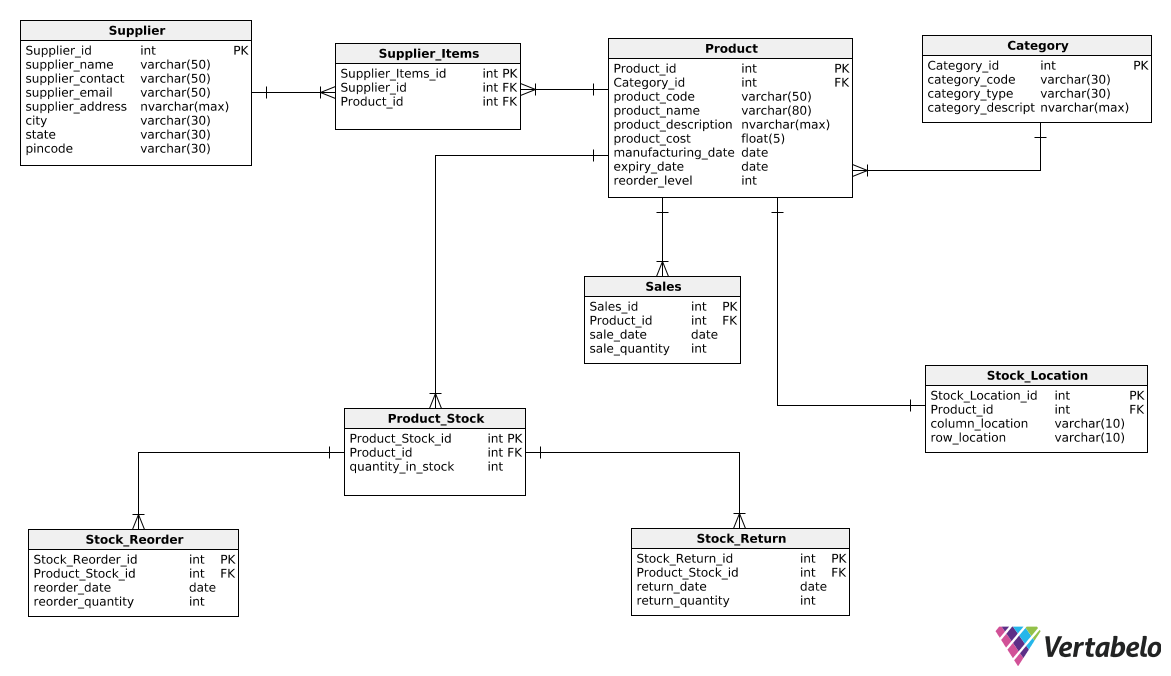 Supplier
Supplier_id int PK
supplier_name varchar(50)
supplier_contact varchar(50)
supplier_email varchar(50)
supplier_address nvarchar(max)
city varchar(30)
state varchar(30)
pincode varchar(30)
Supplier_Items
Supplier_Items_id int PK
Supplier_id int FK
Product_id int FK
Product
Product_id int PK
Category_id int FK
product_code varchar(50)
product_name varchar(80)
product_description nvarchar(max)
product_cost float(5)
manufacturing_date date
expiry_date date
reorder_level int
Category
Category_id int PK
category_code varchar(30)
category_type varchar(30)
category_descript nvarchar(max)
Sales
Sales_id int PK
Product_id int FK
sale_date date
sale_quantity int
Stock_Location
Stock_Location_id int PK
Product_id int FK
column_location varchar(10)
row_location varchar(10)
Product_Stock
Product_Stock_id int PK
Product_id int FK
quantity_in_stock int
Stock_Reorder
Stock_Reorder_id int PK
Product_Stock_id int FK
reorder_date date
reorder_quantity int
Stock_Return
Stock_Return_id int PK
Product_Stock_id int FK
return_date date
return_quantity int
Vertabelo